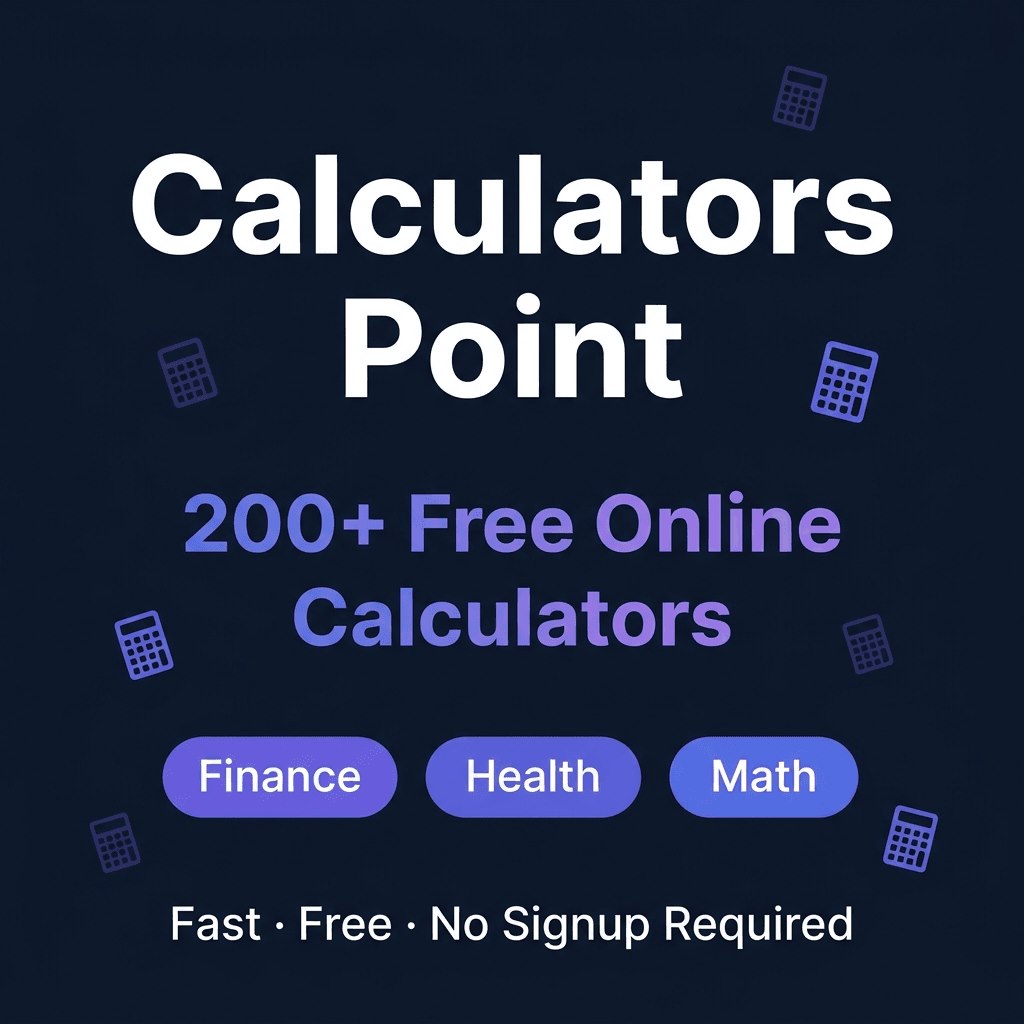 Calculators
Point
200+ Free Online
Calculators
Finance Health Math
Fast · Free · No Signup Required